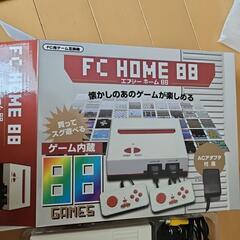 FC用ゲーム互換機
FC HOME 88
エフシー ホーム 88
懐かしのあのゲームが楽しめる
買って
スグ遊べる
ゲーム内蔵
88
GAMES
ACアダプタ
付属
FC HOME 88